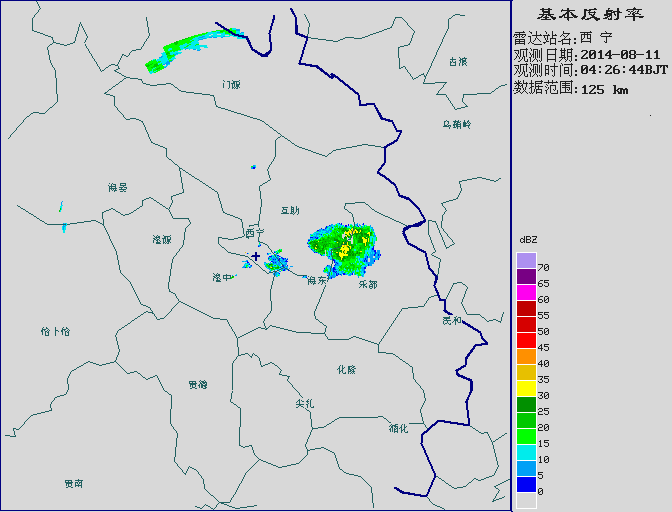 基本反射率
雷达站名:西 宁
观测日期:2014-08-11
观测时间:04:26:44BJT
数据范围:125 km
门源
古浪
乌鞘岭
海晏
互助
西宁
湟源
湟中
海东
乐都
民和
恰卜恰
化隆
贵德
尖扎
循化
贵南
dBZ
70
65
60
55
50
45
40
35
30
25
20
15
10
5
0